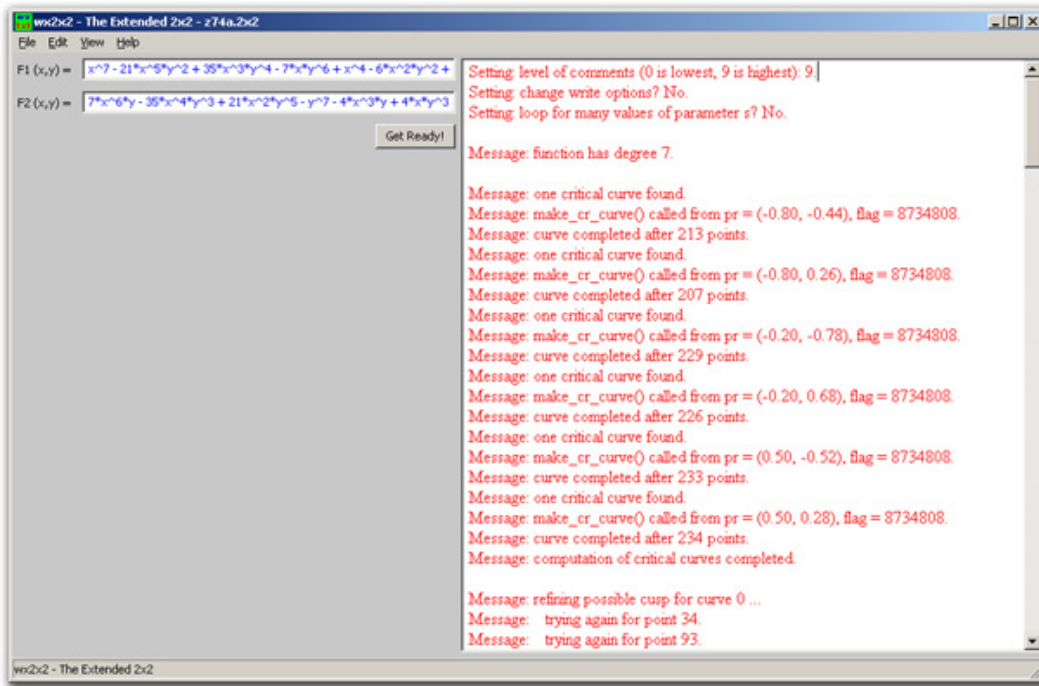 wx2x2 - The Extended 2x2 - z74a.2x2
File Edit View Help
F1 (x,y) = x^7 - 21*x^5*y^2 + 35*x^3*y^4 - 7*x*y^6 + x^4 - 6*x^2*y^2 +
F2 (x,y) = 7*x^6*y - 35*x^4*y^3 + 21*x^2*y^5 - y^7 - 4*x^3*y + 4*x*y^3
Get Ready!
Setting: level of comments (0 is lowest, 9 is highest): 9.
Setting: change write options? No.
Setting: loop for many values of parameter s? No.
Message: function has degree 7.
Message: one critical curve found.
Message: make_cr_curve() called from pr = (-0.80, -0.44), flag = 8734808.
Message: curve completed after 213 points.
Message: one critical curve found.
Message: make_cr_curve() called from pr = (-0.80, 0.26), flag = 8734808.
Message: curve completed after 207 points.
Message: one critical curve found.
Message: make_cr_curve() called from pr = (-0.20, -0.78), flag = 8734808.
Message: curve completed after 229 points.
Message: one critical curve found.
Message: make_cr_curve() called from pr = (-0.20, 0.68), flag = 8734808.
Message: curve completed after 226 points.
Message: one critical curve found.
Message: make_cr_curve() called from pr = (0.50, -0.52), flag = 8734808.
Message: curve completed after 233 points.
Message: one critical curve found.
Message: make_cr_curve() called from pr = (0.50, 0.28), flag = 8734808.
Message: curve completed after 234 points.
Message: computation of critical curves completed.
Message: refining possible cusp for curve 0 ...
Message: trying again for point 34.
Message: trying again for point 93.
wx2x2 - The Extended 2x2